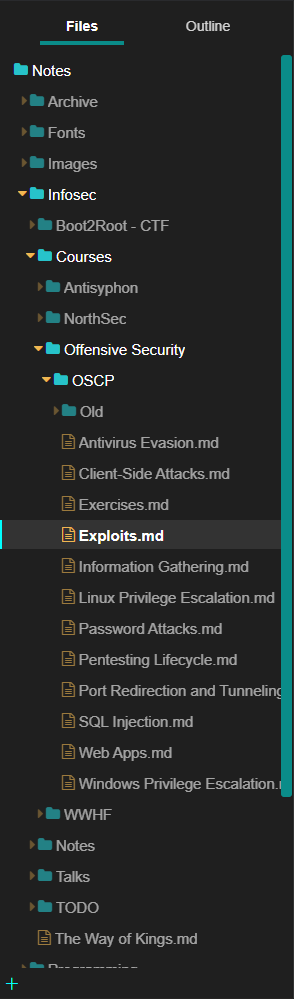 Files Outline
Notes
Archive
Fonts
Images
Infosec
Boot2Root - CTF
Courses
Antisyphon
NorthSec
Offensive Security
OSCP
Old
Antivirus Evasion.md
Client-Side Attacks.md
Exercises.md
Exploits.md
Information Gathering.md
Linux Privilege Escalation.md
Password Attacks.md
Pentesting Lifecycle.md
Port Redirection and Tunneling
SQL Injection.md
Web Apps.md
Windows Privilege Escalation.
WWHF
Notes
Talks
TODO
The Way of Kings.md
Programming
+